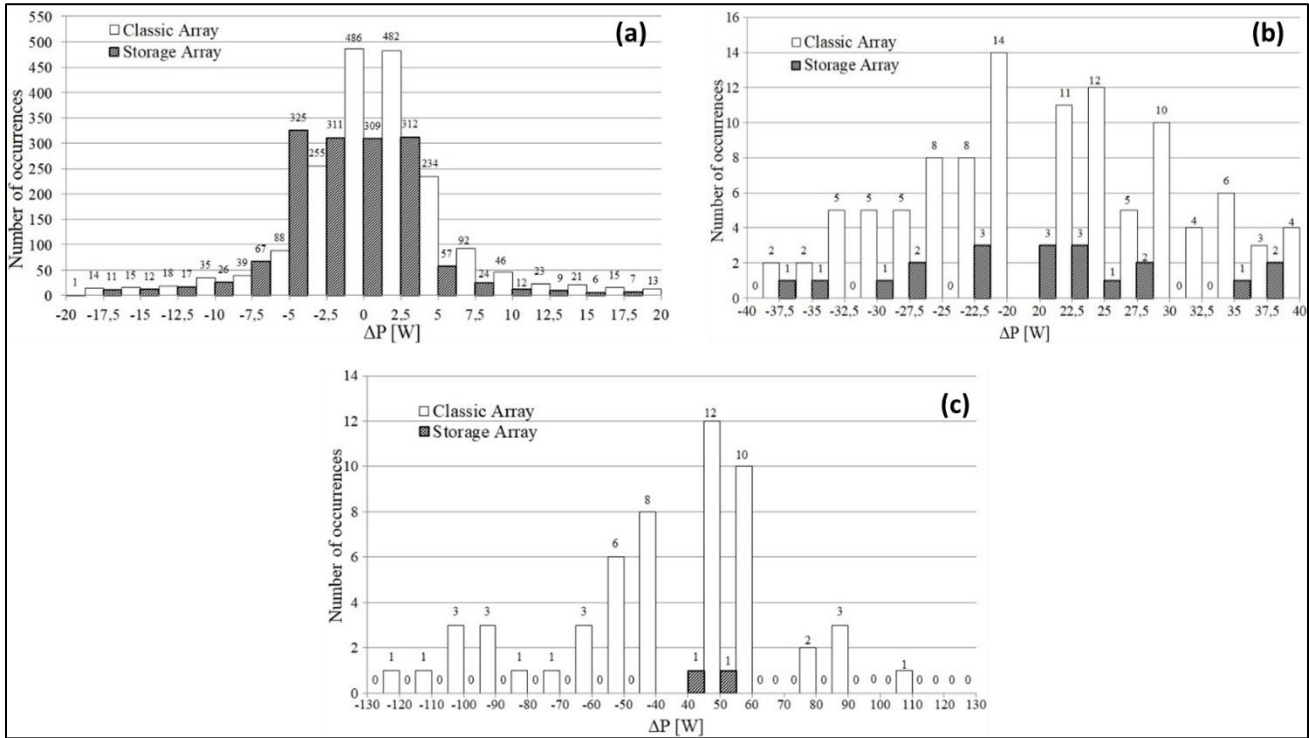 (a)
Classic Array
Storage Array
Number of occurrences
550
500
450
400
350
300
250
200
150
100
50
0
1 14 11 15 12 18 17 35 26 39 67 88 325 255 311 486 309 482 312 234 57 92 24 46 12 23 9 21 6 15 7 13
-20 -17,5 -15 -12,5 -10 -7,5 -5 -2,5 0 2,5 5 7,5 10 12,5 15 17,5 20
ΔP [W]
(b)
Classic Array
Storage Array
Number of occurrences
16
14
12
10
8
6
4
2
0
0 2 1 2 1 5 0 5 1 5 2 8 0 8 3 14 3 11 3 12 1 5 2 10 0 4 0 6 1 3 2 4
-40 -37,5 -35 -32,5 -30 -27,5 -25 -22,5 -20 20 22,5 25 27,5 30 32,5 35 37,5 40
ΔP [W]
(c)
Classic Array
Storage Array
Number of occurrences
14
12
10
8
6
4
2
0
0 1 0 1 0 3 0 3 0 1 0 1 0 3 0 6 0 8 1 12 1 10 0 0 0 2 0 3 0 0 0 1 0 0 0 0
-130 -120 -110 -100 -90 -80 -70 -60 -50 -40 40 50 60 70 80 90 100 110 120 130
ΔP [W]